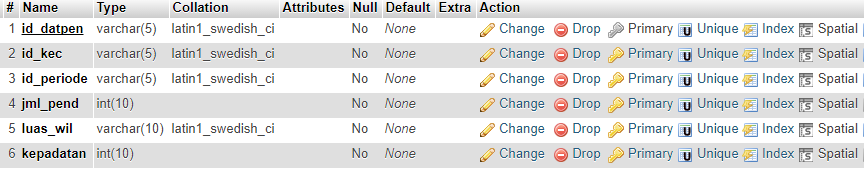 # Name Type Collation Attributes Null Default Extra Action
1 id_datpen varchar(5) latin1_swedish_ci No None Change Drop Primary Unique Index Spatial
2 id_kec varchar(5) latin1_swedish_ci No None Change Drop Primary Unique Index Spatial
3 id_periode varchar(5) latin1_swedish_ci No None Change Drop Primary Unique Index Spatial
4 jml_pend int(10) No None Change Drop Primary Unique Index Spatial
5 luas_wil varchar(10) latin1_swedish_ci No None Change Drop Primary Unique Index Spatial
6 kepadatan int(10) No None Change Drop Primary Unique Index Spatial